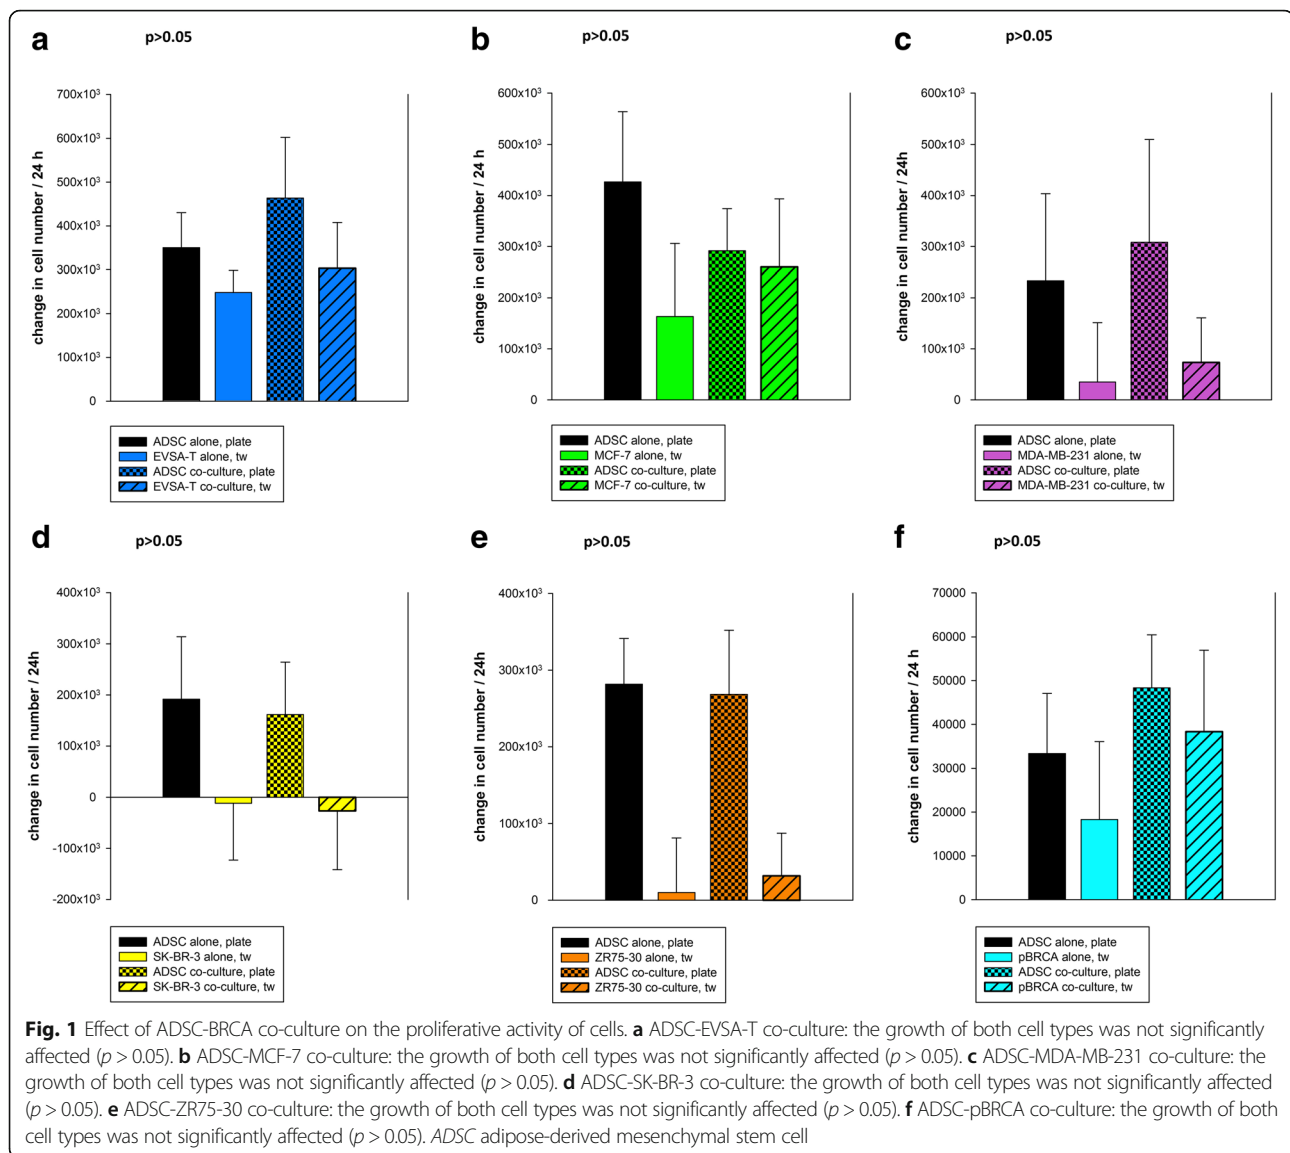 a
p>0.05
change in cell number / 24 h
700x10³
600x10³
500x10³
400x10³
300x10³
200x10³
100x10³
0
ADSC alone, plate
EVSA-T alone, tw
ADSC co-culture, plate
EVSA-T co-culture, tw
b
p>0.05
change in cell number / 24 h
600x10³
500x10³
400x10³
300x10³
200x10³
100x10³
0
ADSC alone, plate
MCF-7 alone, tw
ADSC co-culture, plate
MCF-7 co-culture, tw
c
p>0.05
change in cell number / 24h
600x10³
500x10³
400x10³
300x10³
200x10³
100x10³
0
ADSC alone, plate
MDA-MB-231 alone, tw
ADSC co-culture, plate
MDA-MB-231 co-culture, tw
d
p>0.05
change in cell number / 24h
400x10³
300x10³
200x10³
100x10³
0
-100x10³
-200x10³
ADSC alone, plate
SK-BR-3 alone, tw
ADSC co-culture, plate
SK-BR-3 co-culture, tw
e
p>0.05
change in cell number / 24h
400x10³
300x10³
200x10³
100x10³
0
ADSC alone, plate
ZR75-30 alone, tw
ADSC co-culture, plate
ZR75-30 co-culture, tw
f
p>0.05
change in cell number / 24 h
70000
60000
50000
40000
30000
20000
10000
0
ADSC alone, plate
pBRCA alone, tw
ADSC co-culture, plate
pBRCA co-culture, tw
Fig. 1 Effect of ADSC-BRCA co-culture on the proliferative activity of cells. a ADSC-EVSA-T co-culture: the growth of both cell types was not significantly
affected (p > 0.05). b ADSC-MCF-7 co-culture: the growth of both cell types was not significantly affected (p > 0.05). c ADSC-MDA-MB-231 co-culture: the
growth of both cell types was not significantly affected (p > 0.05). d ADSC-SK-BR-3 co-culture: the growth of both cell types was not significantly affected
(p > 0.05). e ADSC-ZR75-30 co-culture: the growth of both cell types was not significantly affected (p > 0.05). f ADSC-pBRCA co-culture: the growth of both
cell types was not significantly affected (p > 0.05). ADSC adipose-derived mesenchymal stem cell